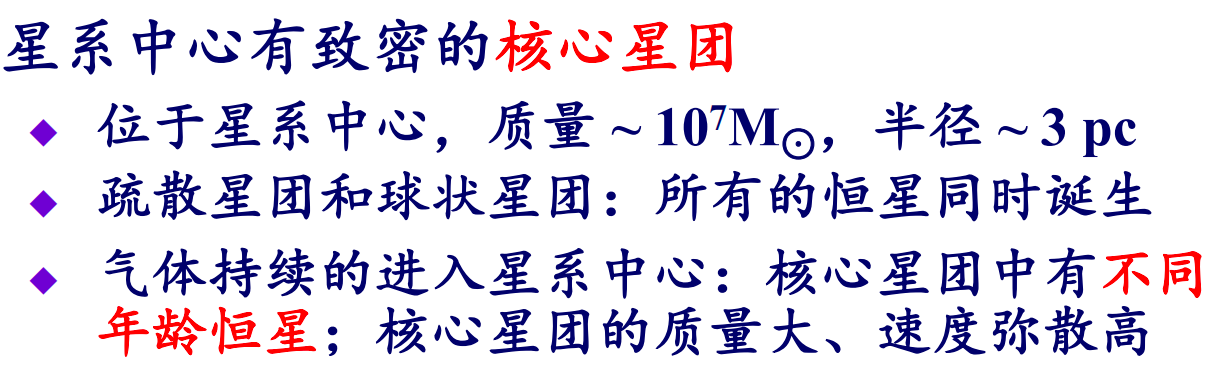 星系中心有致密的核心星团
◆ 位于星系中心，质量 ~ 10⁷M⊙，半径 ~ 3 pc
◆ 疏散星团和球状星团：所有的恒星同时诞生
◆ 气体持续的进入星系中心：核心星团中有不同
年龄恒星；核心星团的质量大、速度弥散高